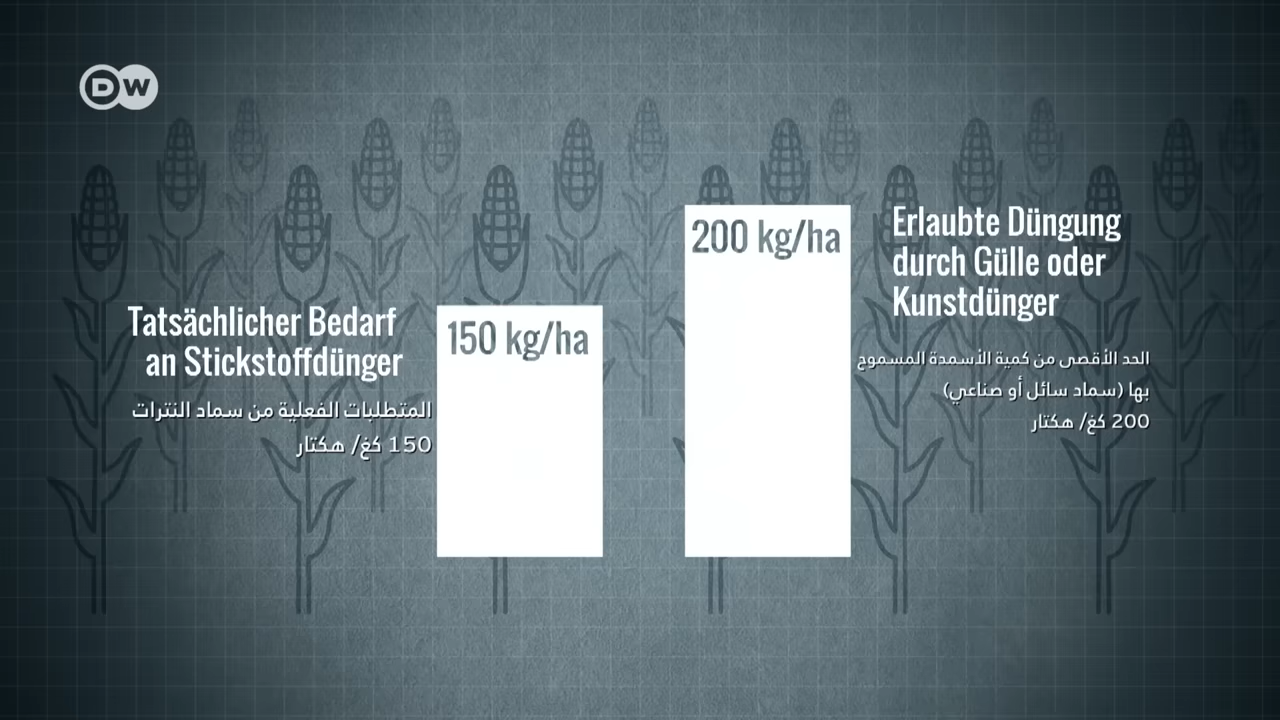 DW
Tatsächlicher Bedarf
an Stickstoffdünger
المتطلبات الفعلية من سماد النترات
150 كغ/ هكتار
150 kg/ha
200 kg/ha
Erlaubte Düngung
durch Gülle oder
Kunstdünger
الحد الأقصى من كمية الأسمدة المسموح
بها (سماد سائل أو صناعي)
200 كغ/ هكتار